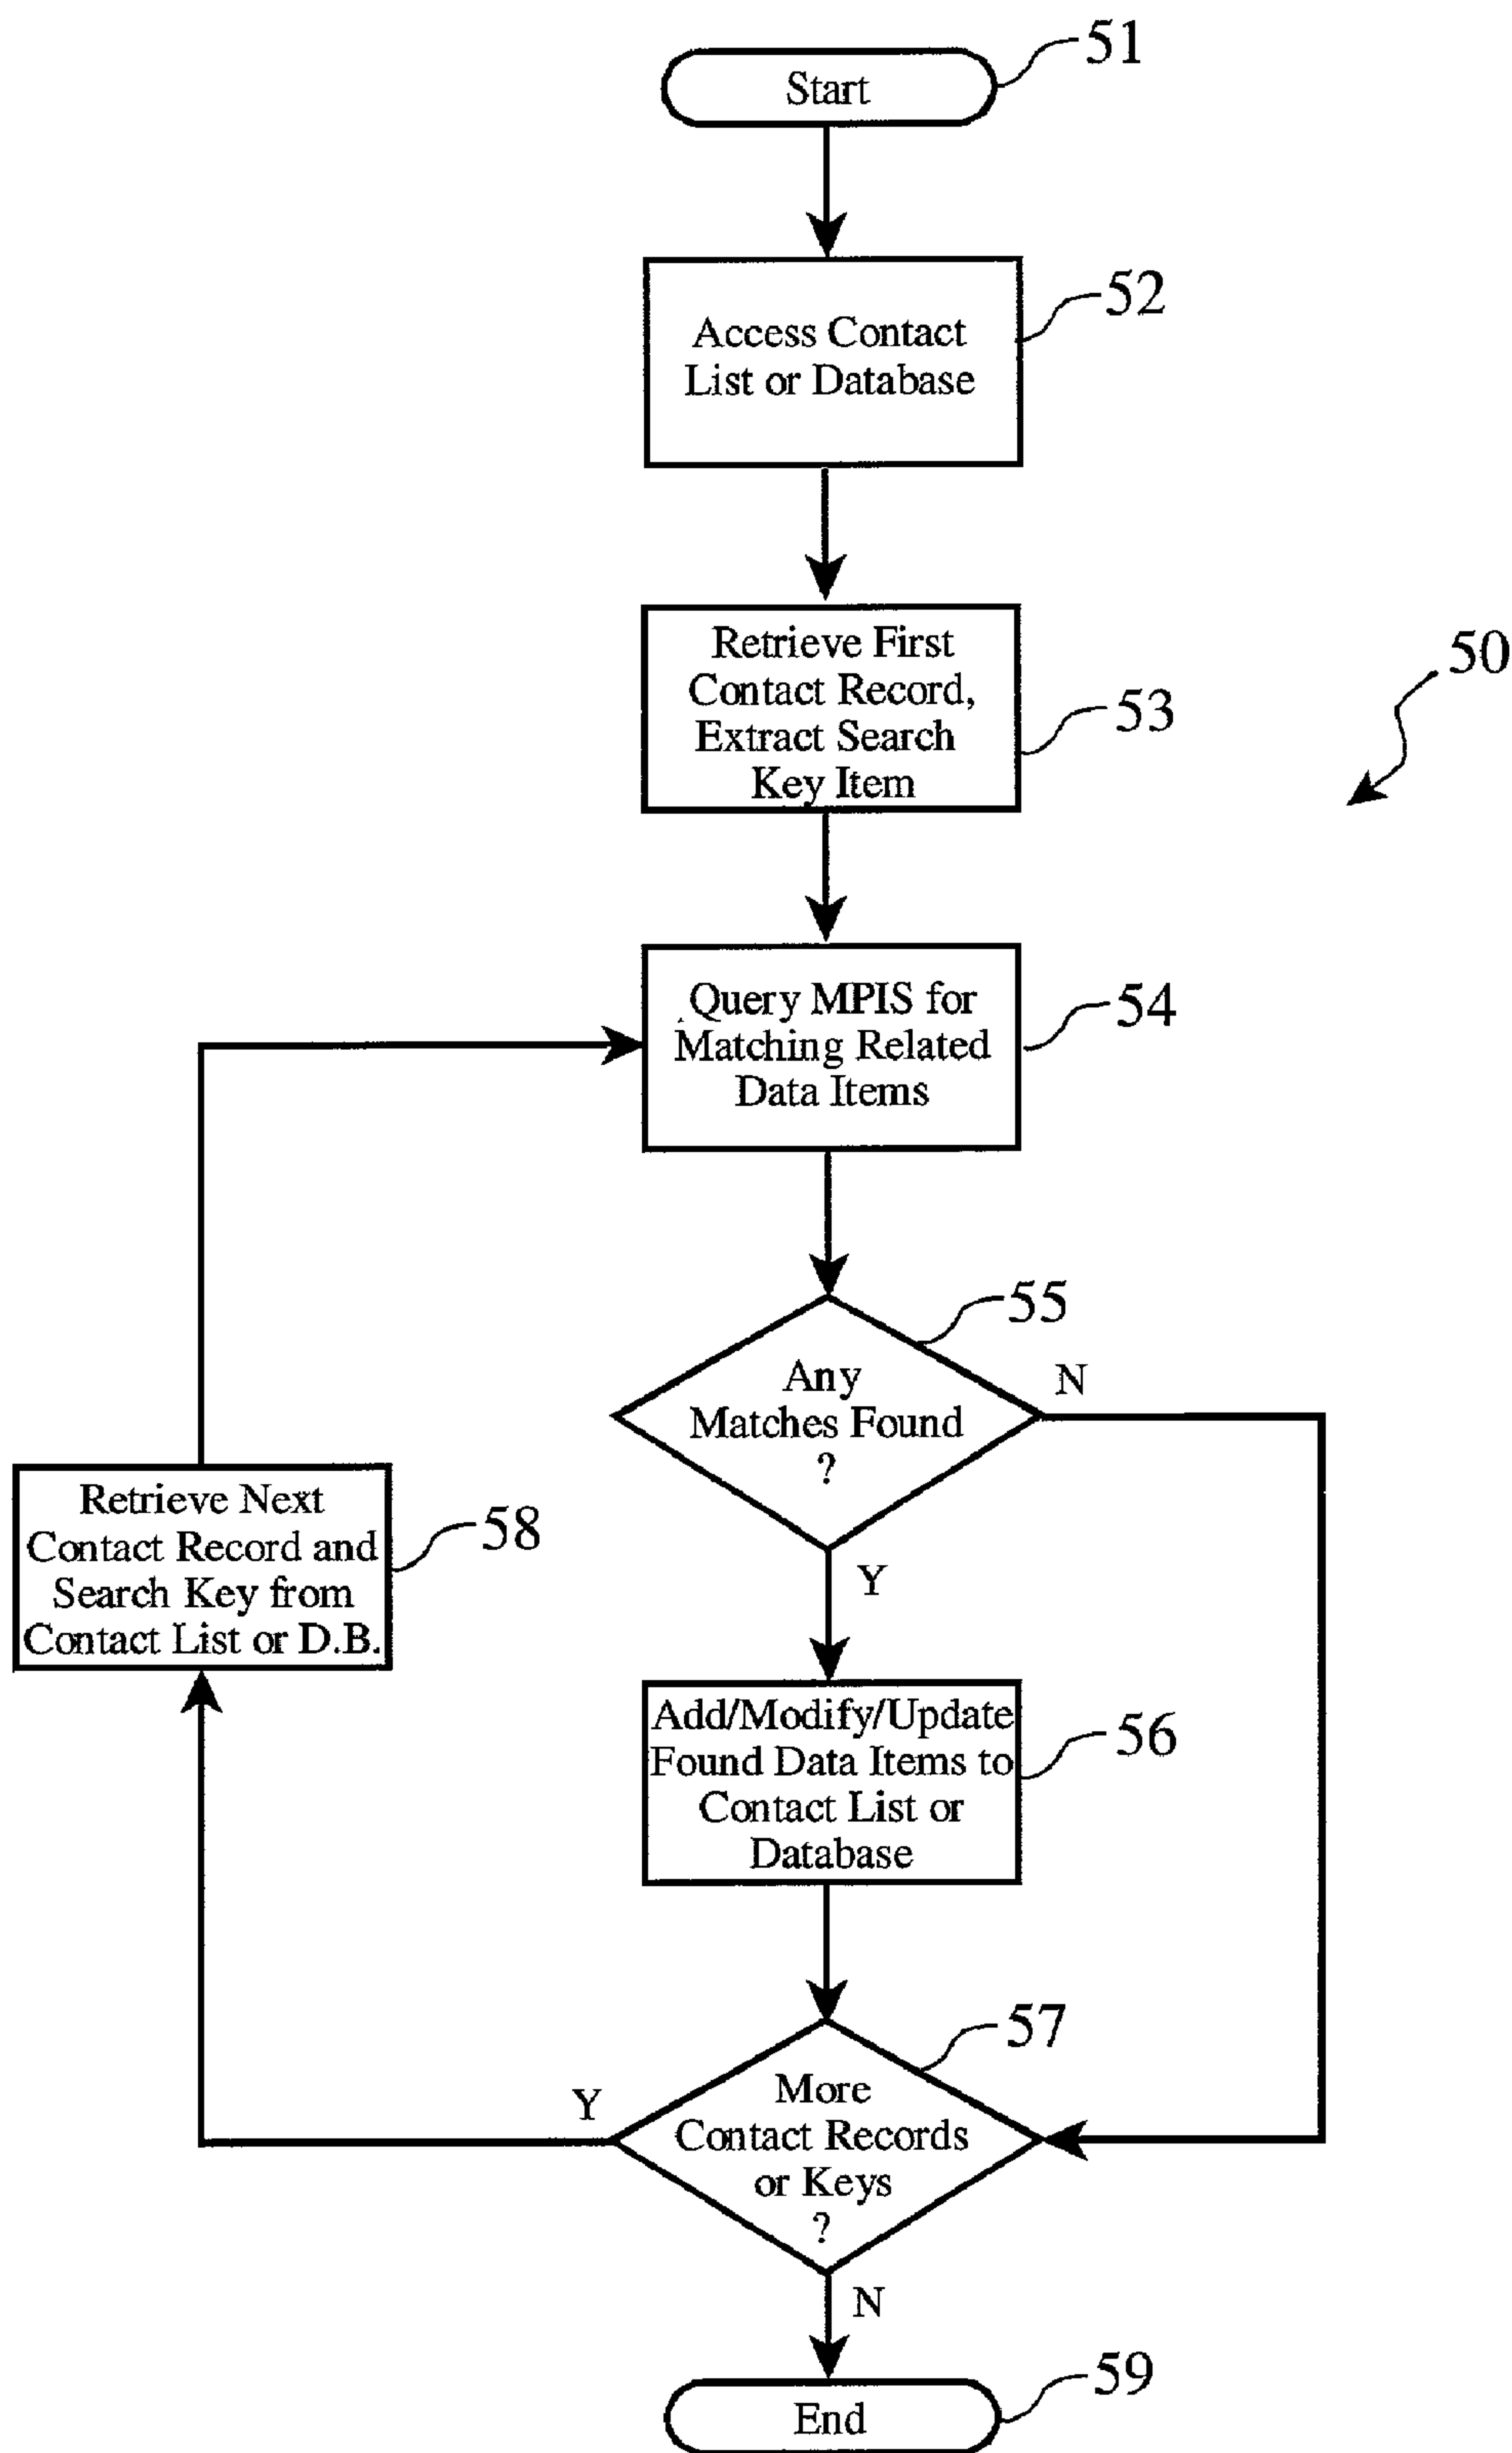 51
Start
52
Access Contact
List or Database
50
Retrieve First
Contact Record,
Extract Search
Key Item
53
Query MPIS for
Matching Related
Data Items
54
55
Any
Matches Found
?
N
Y
Retrieve Next
Contact Record and
Search Key from
Contact List or D.B.
58
Add/Modify/Update
Found Data Items to
Contact List or
Database
56
57
More
Contact Records
or Keys
?
Y
N
59
End